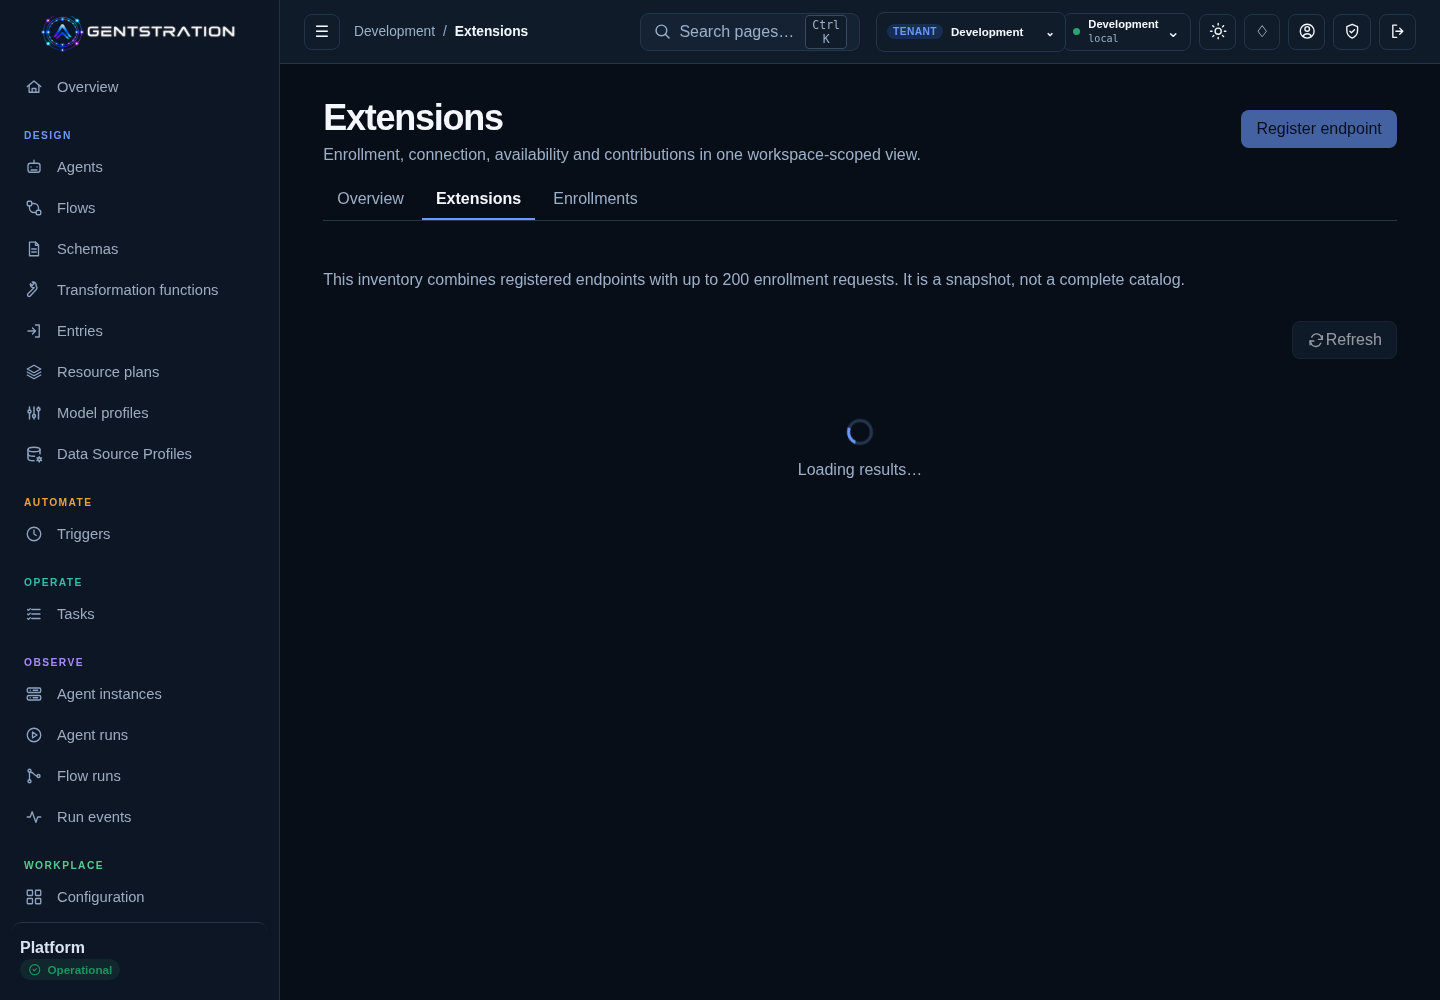 GENTSTRATION
Overview
DESIGN
Agents
Flows
Schemas
Transformation functions
Entries
Resource plans
Model profiles
Data Source Profiles
AUTOMATE
Triggers
OPERATE
Tasks
OBSERVE
Agent instances
Agent runs
Flow runs
Run events
WORKPLACE
Configuration
Platform
Operational
Development / Extensions
Search pages…
Ctrl
K
TENANT Development
Development
local
Extensions
Register endpoint
Enrollment, connection, availability and contributions in one workspace-scoped view.
Overview Extensions Enrollments
This inventory combines registered endpoints with up to 200 enrollment requests. It is a snapshot, not a complete catalog.
Refresh
Loading results…